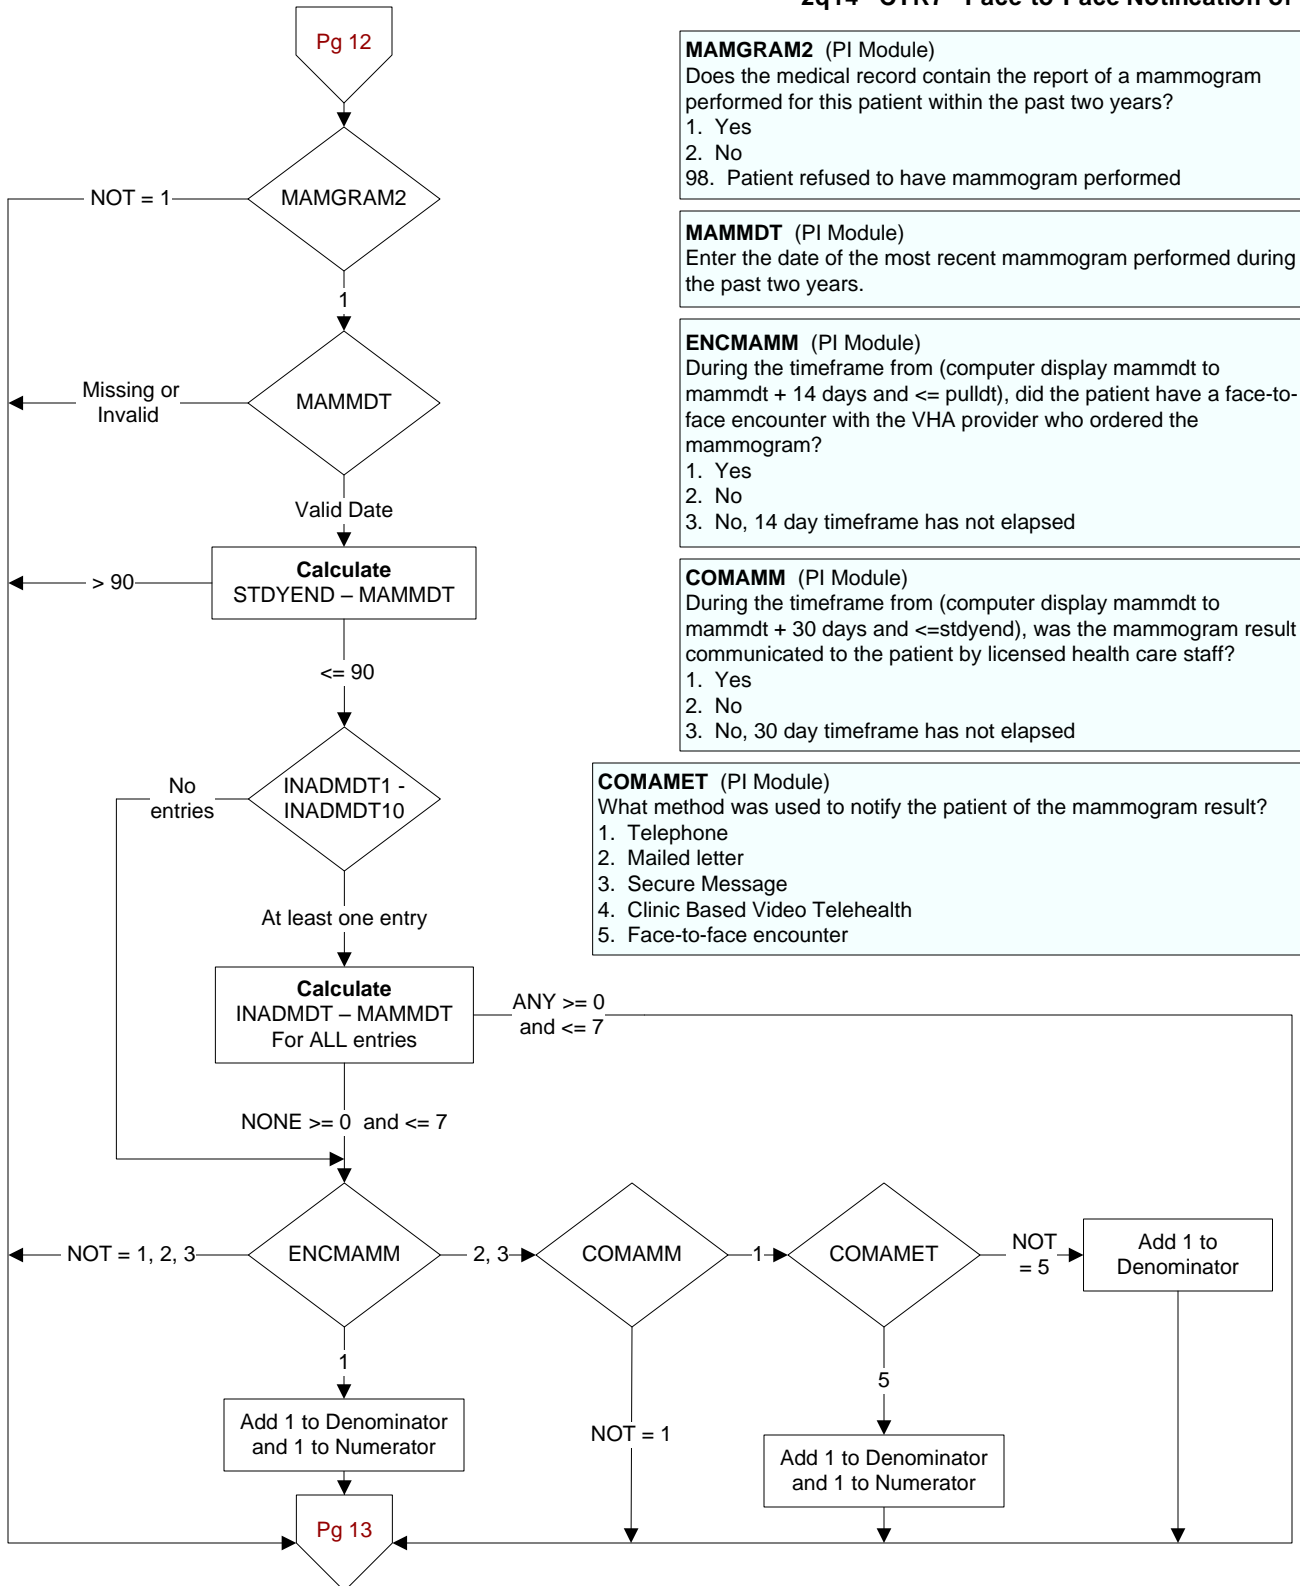 2q14 CTR7 Face-to-Face Notification of
Pg 12
MAMGRAM2 (PI Module)
Does the medical record contain the report of a mammogram
performed for this patient within the past two years?
1. Yes
2. No
98. Patient refused to have mammogram performed
NOT = 1
MAMGRAM2
1
MAMMDT (PI Module)
Enter the date of the most recent mammogram performed during
the past two years.
Missing or
Invalid
MAMMDT
Valid Date
ENCMAMM (PI Module)
During the timeframe from (computer display mammdt to
mammdt + 14 days and <= pulldt), did the patient have a face-to-
face encounter with the VHA provider who ordered the
mammogram?
1. Yes
2. No
3. No, 14 day timeframe has not elapsed
> 90
Calculate
STDYEND – MAMMDT
<= 90
COMAMM (PI Module)
During the timeframe from (computer display mammdt to
mammdt + 30 days and <=stdyend), was the mammogram result
communicated to the patient by licensed health care staff?
1. Yes
2. No
3. No, 30 day timeframe has not elapsed
No
entries
INADMDT1 -
INADMDT10
At least one entry
COMAMET (PI Module)
What method was used to notify the patient of the mammogram result?
1. Telephone
2. Mailed letter
3. Secure Message
4. Clinic Based Video Telehealth
5. Face-to-face encounter
Calculate
INADMDT – MAMMDT
For ALL entries
ANY >= 0
and <= 7
NONE >= 0 and <= 7
NOT = 1, 2, 3
ENCMAMM
2, 3
COMAMM
1
COMAMET
NOT
= 5
Add 1 to
Denominator
1
5
Add 1 to Denominator
and 1 to Numerator
NOT = 1
Add 1 to Denominator
and 1 to Numerator
Pg 13